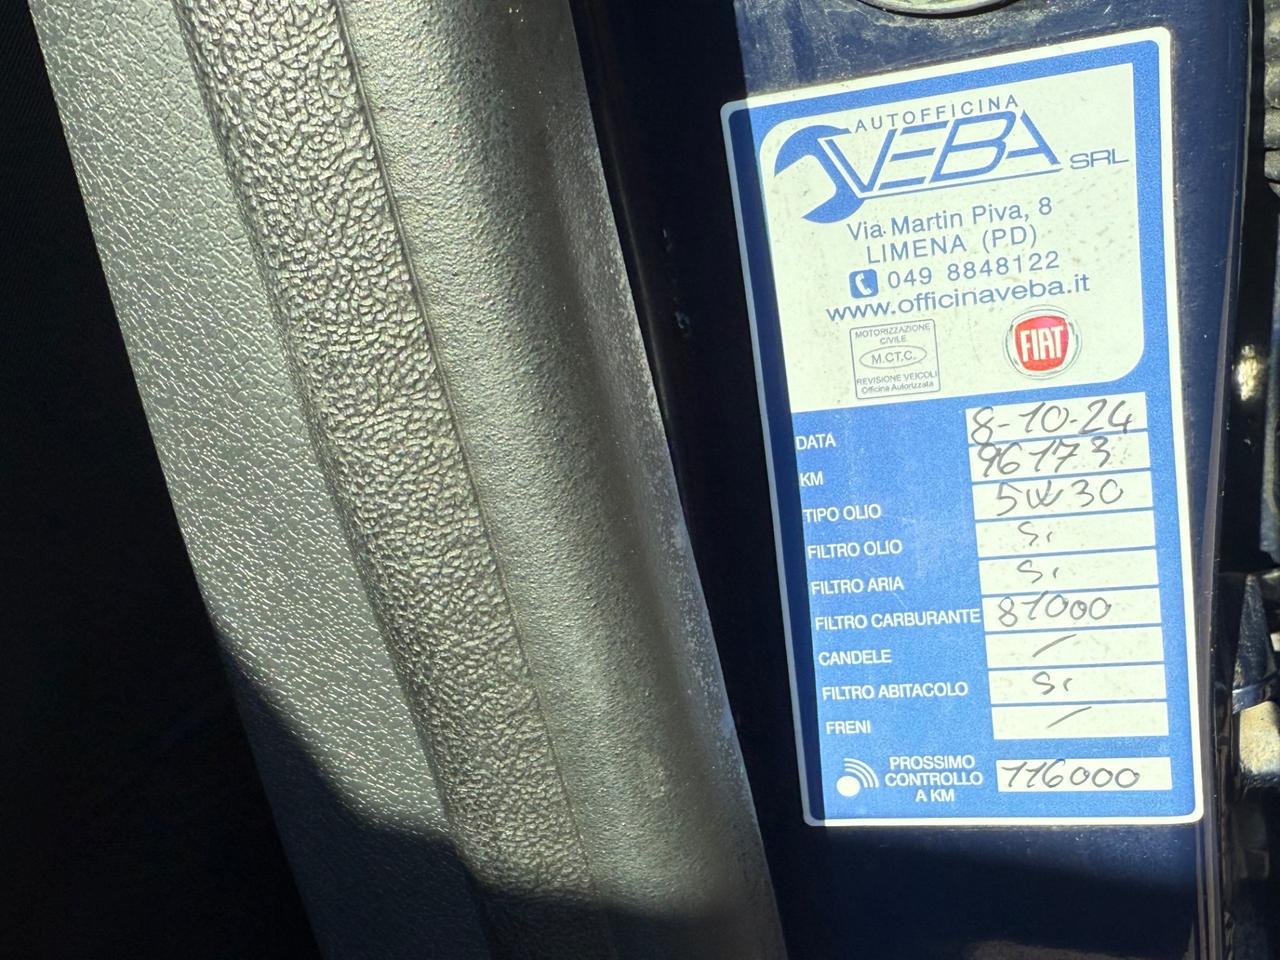 AUTOFFICINA
VEBA SRL
Via Martin Piva, 8
LIMENA (PD)
049 8848122
www.officinaveba.it
MOTORIZZAZIONE
CIVILE
M.CT.C.
REVISIONE VEICOLI
Officina Autorizzata
FIAT
DATA 8-10-24
KM 96173
TIPO OLIO 5W30
FILTRO OLIO Si
FILTRO ARIA Si
FILTRO CARBURANTE 81000
CANDELE /
FILTRO ABITACOLO Si
FRENI /
PROSSIMO
CONTROLLO 116000
A KM